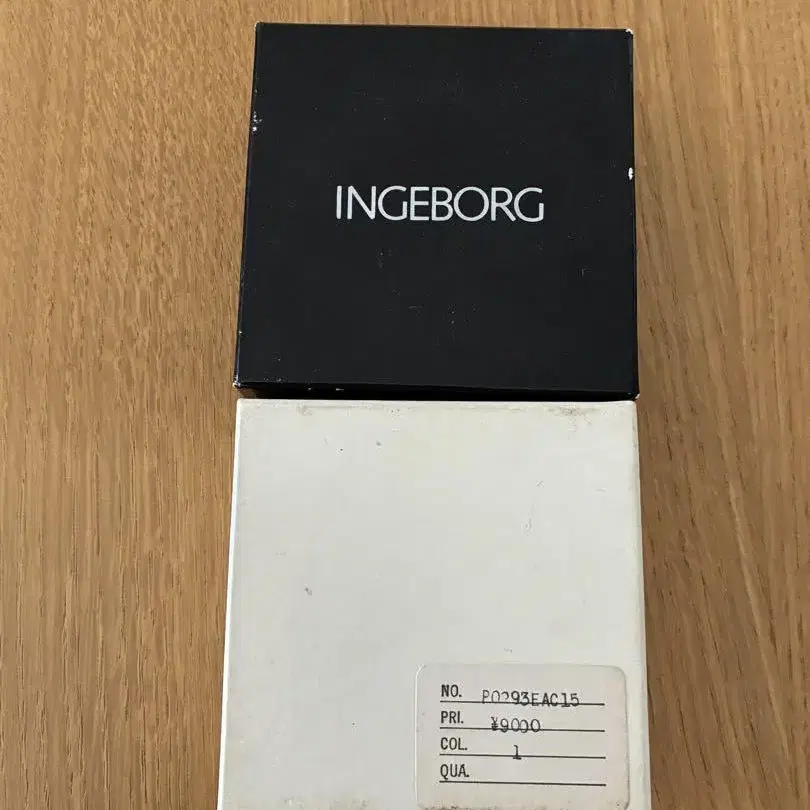 INGEBORG
NO. P0293EAC15
PRI. ¥9000
COL. 1
QUA.